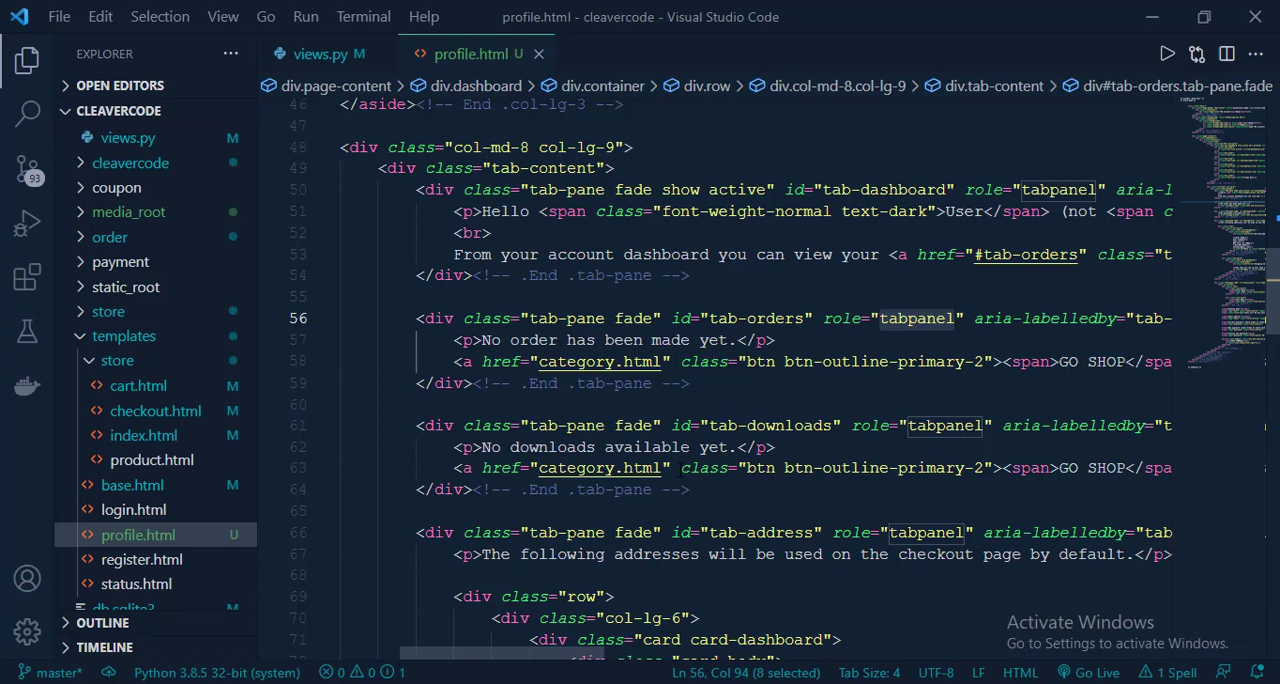 File Edit Selection View Go Run Terminal Help profile.html - cleavercode - Visual Studio Code
EXPLORER ··· views.py M profile.html U
OPEN EDITORS div.page-content > div.dashboard > div.container > div.row > div.col-md-8.col-lg-9 > div.tab-content > div#tab-orders.tab-pane.fade
CLEAVERCODE
views.py M
cleavercode
coupon
media_root
order
payment
static_root
store
templates
store
cart.html M
checkout.html M
index.html M
product.html
base.html M
login.html
profile.html U
register.html
status.html
db.sqlite3
OUTLINE
TIMELINE
93
46 </aside><!-- End .col-lg-3 -->
47
48 <div class="col-md-8 col-lg-9">
49 <div class="tab-content">
50 <div class="tab-pane fade show active" id="tab-dashboard" role="tabpanel" aria-l
51 <p>Hello <span class="font-weight-normal text-dark">User</span> (not <span c
52 <br>
53 From your account dashboard you can view your <a href="#tab-orders" class="t
54 </div><!-- .End .tab-pane -->
55
56 <div class="tab-pane fade" id="tab-orders" role="tabpanel" aria-labelledby="tab-
57 <p>No order has been made yet.</p>
58 <a href="category.html" class="btn btn-outline-primary-2"><span>GO SHOP</spa
59 </div><!-- .End .tab-pane -->
60
61 <div class="tab-pane fade" id="tab-downloads" role="tabpanel" aria-labelledby="t
62 <p>No downloads available yet.</p>
63 <a href="category.html" class="btn btn-outline-primary-2"><span>GO SHOP</spa
64 </div><!-- .End .tab-pane -->
65
66 <div class="tab-pane fade" id="tab-address" role="tabpanel" aria-labelledby="tab
67 <p>The following addresses will be used on the checkout page by default.</p>
68
69 <div class="row">
70 <div class="col-lg-6">
71 <div class="card card-dashboard">
72 <div class="card-body">
Activate Windows
Go to Settings to activate Windows.
master* Python 3.8.5 32-bit (system) 0 0 1 Ln 56, Col 94 (8 selected) Tab Size: 4 UTF-8 LF HTML Go Live 1 Spell